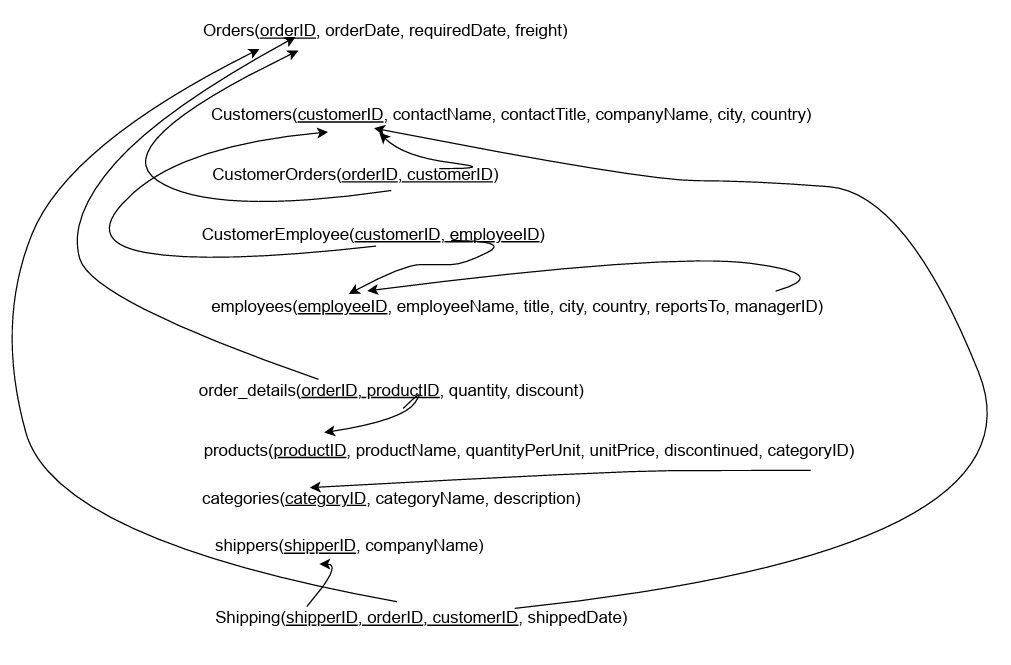 Orders(orderID, orderDate, requiredDate, freight)
Customers(customerID, contactName, contactTitle, companyName, city, country)
CustomerOrders(orderID, customerID)
CustomerEmployee(customerID, employeeID)
employees(employeeID, employeeName, title, city, country, reportsTo, managerID)
order_details(orderID, productID, quantity, discount)
products(productID, productName, quantityPerUnit, unitPrice, discontinued, categoryID)
categories(categoryID, categoryName, description)
shippers(shipperID, companyName)
Shipping(shipperID, orderID, customerID, shippedDate)